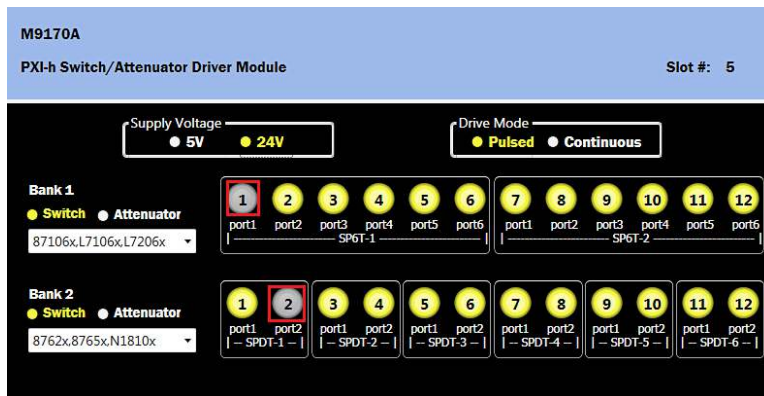 M9170A
PXI-h Switch/Attenuator Driver Module Slot #: 5
Supply Voltage Drive Mode
5V 24V Pulsed Continuous
Bank 1
Switch Attenuator
87106x,L7106x,L7206x
1 2 3 4 5 6 7 8 9 10 11 12
port1 port2 port3 port4 port5 port6 port1 port2 port3 port4 port5 port6
SP6T-1 SP6T-2
Bank 2
Switch Attenuator
8762x,8765x,N1810x
1 2 3 4 5 6 7 8 9 10 11 12
port1 port2 port1 port2 port1 port2 port1 port2 port1 port2 port1 port2
| -- SPDT-1 -- | | -- SPDT-2 -- | | -- SPDT-3 -- | | -- SPDT-4 -- | | -- SPDT-5 -- | | -- SPDT-6 -- |